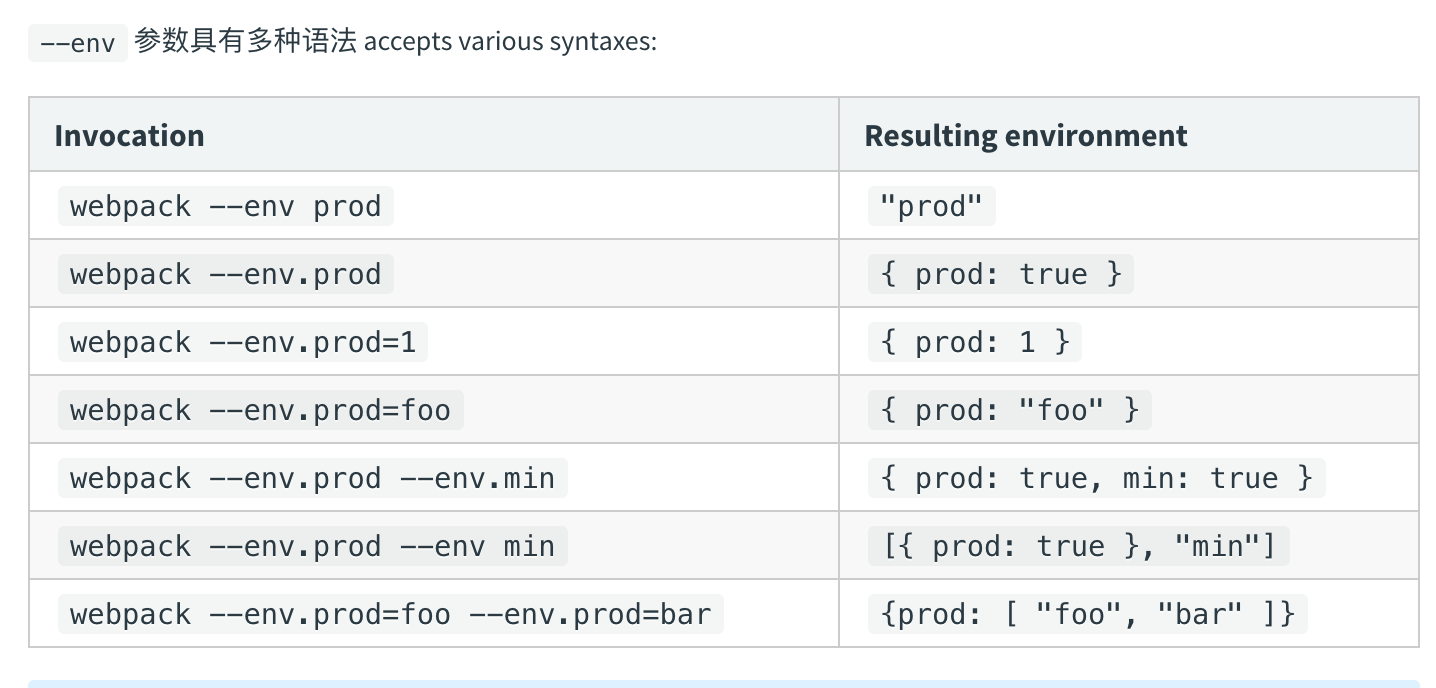 --env 参数具有多种语法 accepts various syntaxes:
Invocation Resulting environment
webpack --env prod "prod"
webpack --env.prod { prod: true }
webpack --env.prod=1 { prod: 1 }
webpack --env.prod=foo { prod: "foo" }
webpack --env.prod --env.min { prod: true, min: true }
webpack --env.prod --env min [{ prod: true }, "min"]
webpack --env.prod=foo --env.prod=bar {prod: [ "foo", "bar" ]}